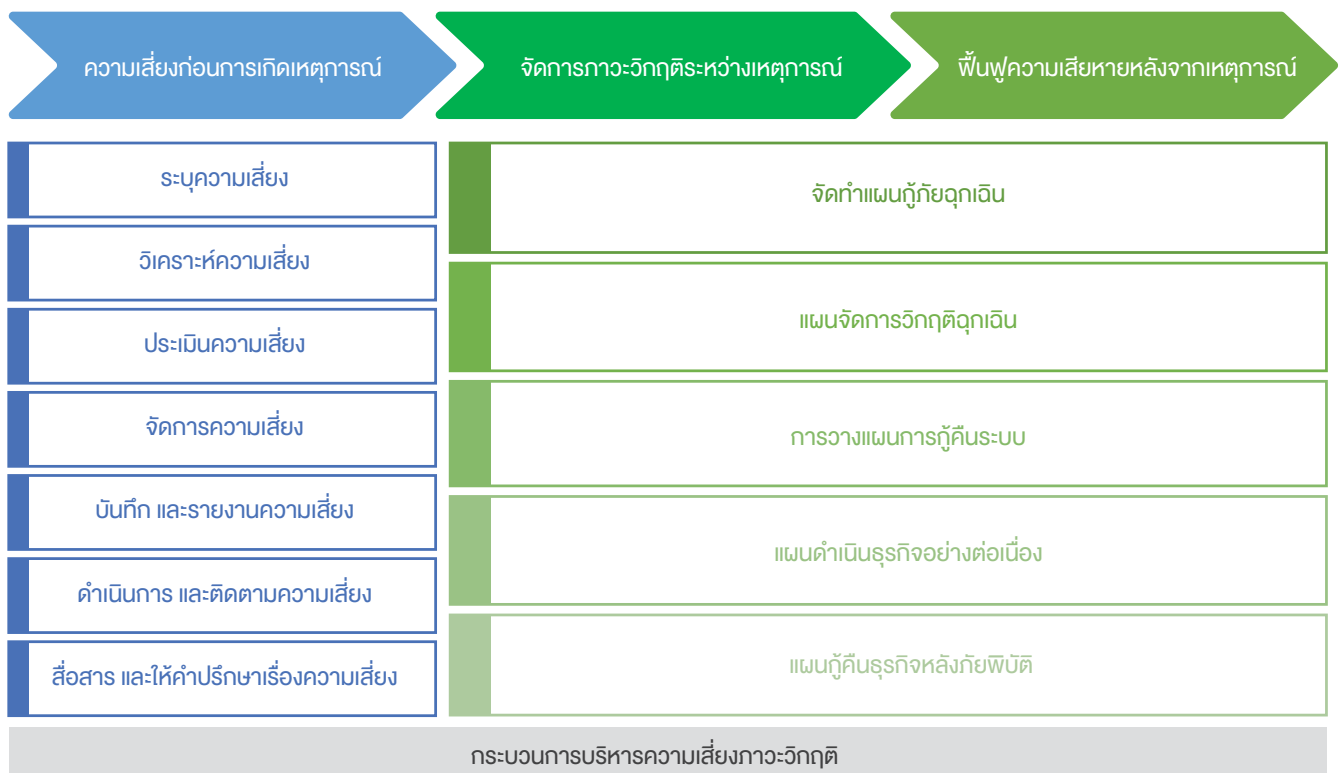 ความเสี่ยงก่อนการเกิดเหตุการณ์
จัดการภาวะวิกฤติระหว่างเหตุการณ์
ฟื้นฟูความเสียหายหลังจากเหตุการณ์
ระบุความเสี่ยง
วิเคราะห์ความเสี่ยง
ประเมินความเสี่ยง
จัดการความเสี่ยง
บันทึก และรายงานความเสี่ยง
ดำเนินการ และติดตามความเสี่ยง
สื่อสาร และให้คำปรึกษาเรื่องความเสี่ยง
จัดทำแผนกู้ภัยฉุกเฉิน
แผนจัดการวิกฤติฉุกเฉิน
การวางแผนการกู้คืนระบบ
แผนดำเนินธุรกิจอย่างต่อเนื่อง
แผนกู้คืนธุรกิจหลังภัยพิบัติ
กระบวนการบริหารความเสี่ยงภาวะวิกฤติ